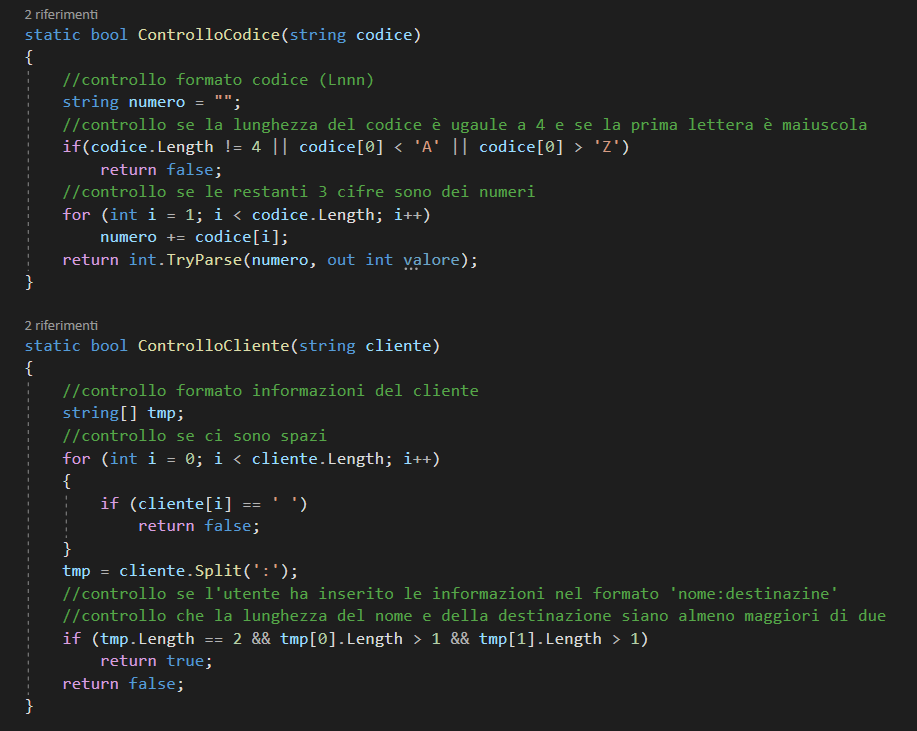 2 riferimenti
static bool ControlloCodice(string codice)
{
//controllo formato codice (Lnnn)
string numero = "";
//controllo se la lunghezza del codice è ugaule a 4 e se la prima lettera è maiuscola
if(codice.Length != 4 || codice[0] < 'A' || codice[0] > 'Z')
return false;
//controllo se le restanti 3 cifre sono dei numeri
for (int i = 1; i < codice.Length; i++)
numero += codice[i];
return int.TryParse(numero, out int valore);
}
2 riferimenti
static bool ControlloCliente(string cliente)
{
//controllo formato informazioni del cliente
string[] tmp;
//controllo se ci sono spazi
for (int i = 0; i < cliente.Length; i++)
{
if (cliente[i] == ' ')
return false;
}
tmp = cliente.Split(':');
//controllo se l'utente ha inserito le informazioni nel formato 'nome:destinazine'
//controllo che la lunghezza del nome e della destinazione siano almeno maggiori di due
if (tmp.Length == 2 && tmp[0].Length > 1 && tmp[1].Length > 1)
return true;
return false;
}